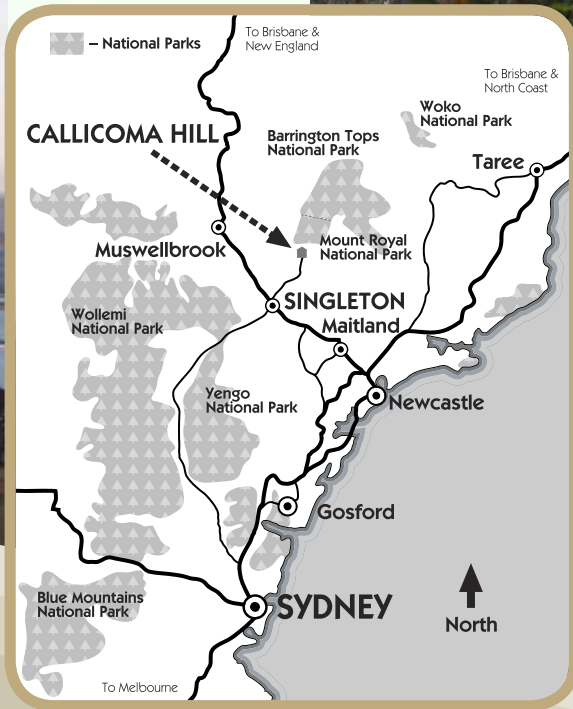 – National Parks
To Brisbane &
New England
To Brisbane &
North Coast
Woko
National Park
CALLICOMA HILL
Barrington Tops
National Park
Taree
Muswellbrook
Mount Royal
National Park
SINGLETON
Maitland
Wollemi
National Park
Yengo
National Park
Newcastle
Gosford
Blue Mountains
National Park
SYDNEY
North
To Melbourne